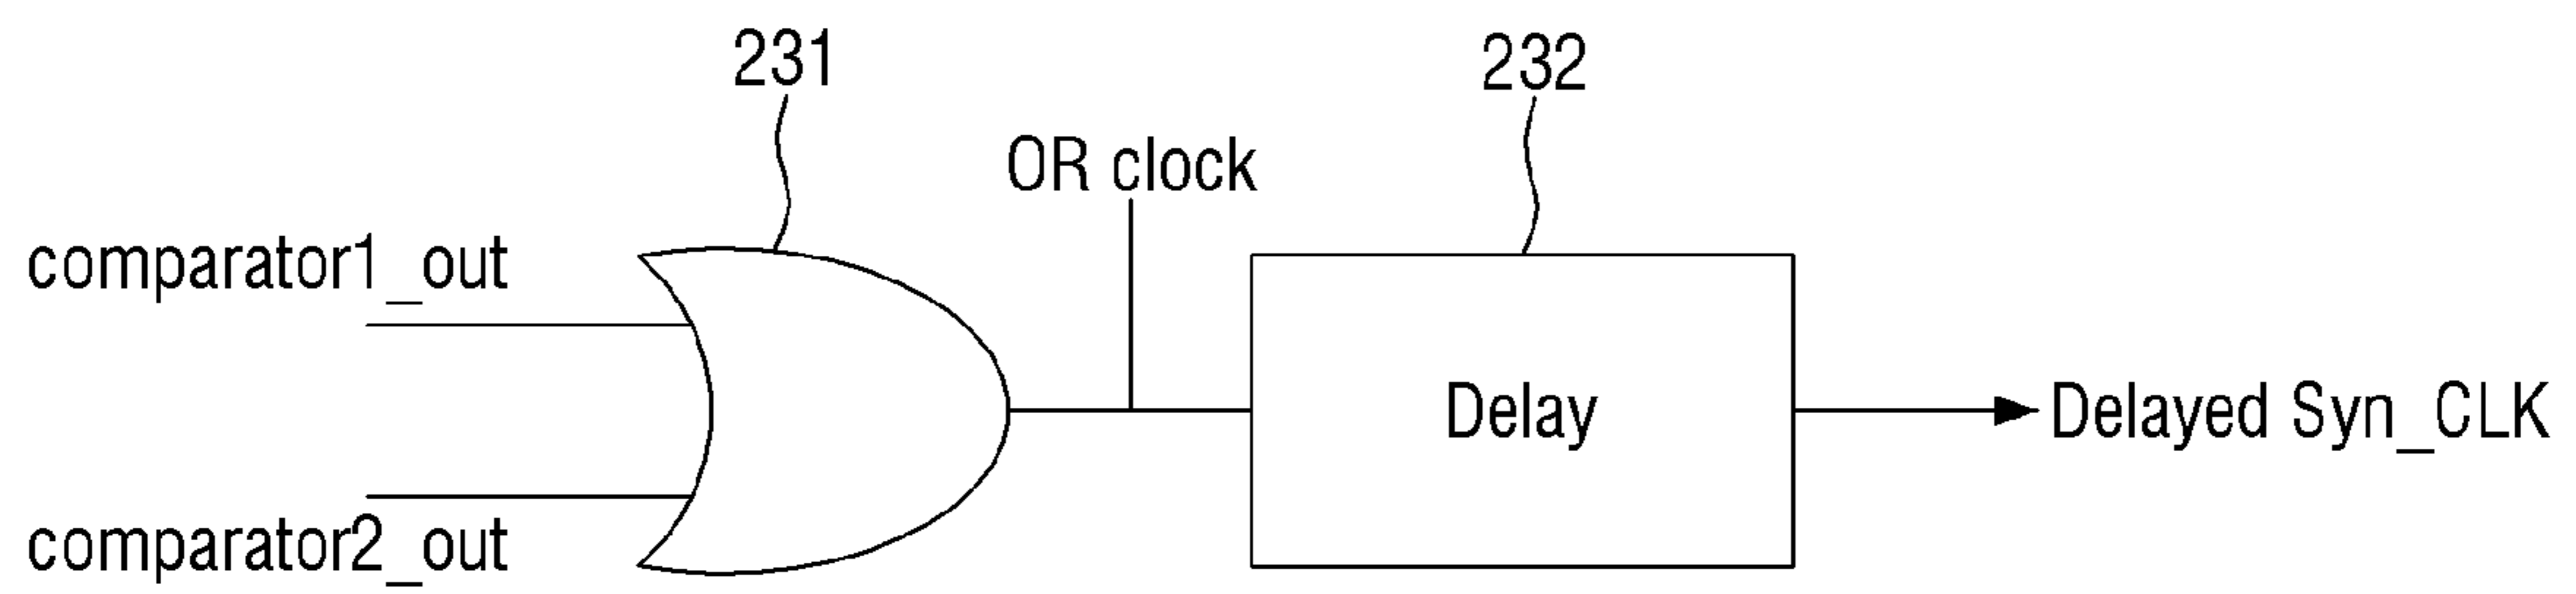 231
232
OR clock
comparator1_out
Delay
Delayed Syn_CLK
comparator2_out